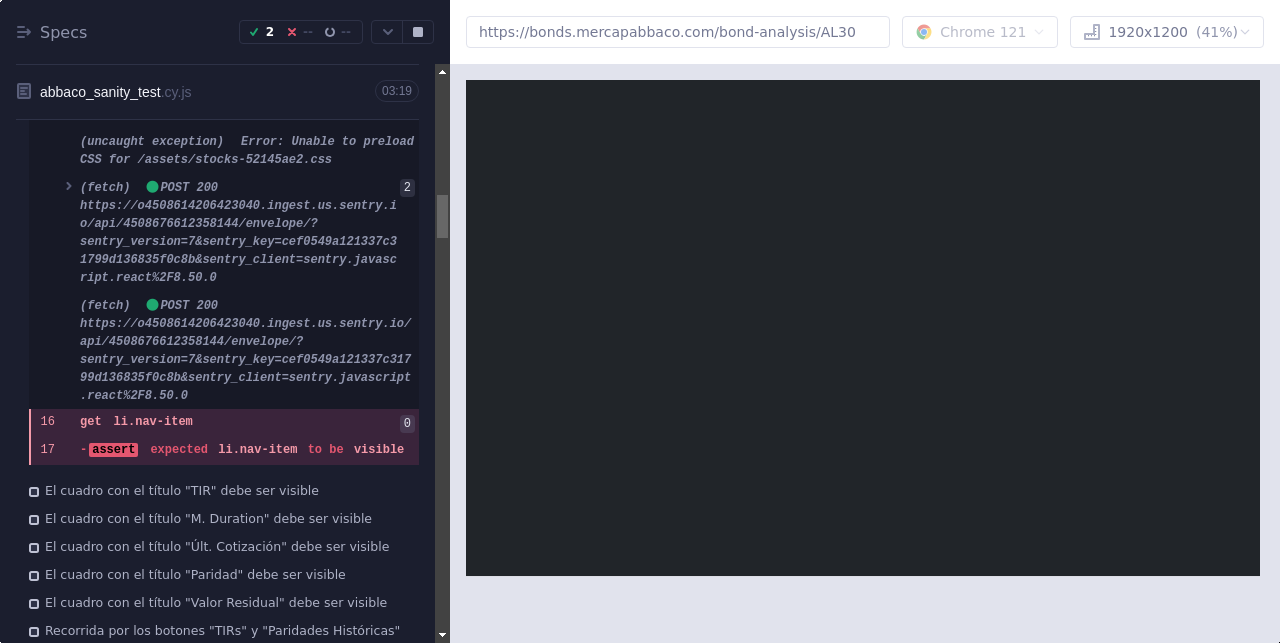 Specs
2
--
--
https://bonds.mercapabbaco.com/bond-analysis/AL30
Chrome 121
1920x1200 (41%)
abbaco_sanity_test.cy.js
03:19
(uncaught exception) Error: Unable to preload
CSS for /assets/stocks-52145ae2.css
(fetch) POST 200
2
https://o4508614206423040.ingest.us.sentry.i
o/api/4508676612358144/envelope/?
sentry_version=7&sentry_key=cef0549a121337c3
1799d136835f0c8b&sentry_client=sentry.javasc
ript.react%2F8.50.0
(fetch) POST 200
https://o4508614206423040.ingest.us.sentry.io/
api/4508676612358144/envelope/?
sentry_version=7&sentry_key=cef0549a121337c317
99d136835f0c8b&sentry_client=sentry.javascript
.react%2F8.50.0
16 get li.nav-item
0
17 -assert expected li.nav-item to be visible
El cuadro con el título "TIR" debe ser visible
El cuadro con el título "M. Duration" debe ser visible
El cuadro con el título "Últ. Cotización" debe ser visible
El cuadro con el título "Paridad" debe ser visible
El cuadro con el título "Valor Residual" debe ser visible
Recorrida por los botones "TIRs" y "Paridades Históricas"